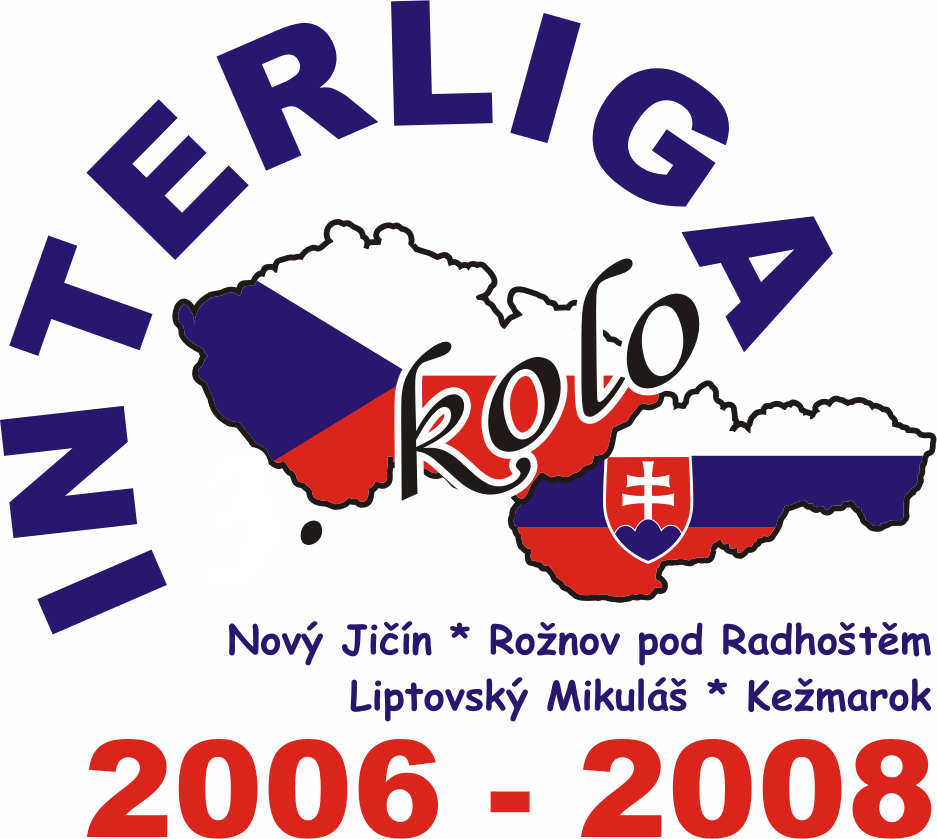 INTERLIGA
. kolo
Nový Jičín * Rožnov pod Radhoštěm
Liptovský Mikuláš * Kežmarok
2006 - 2008